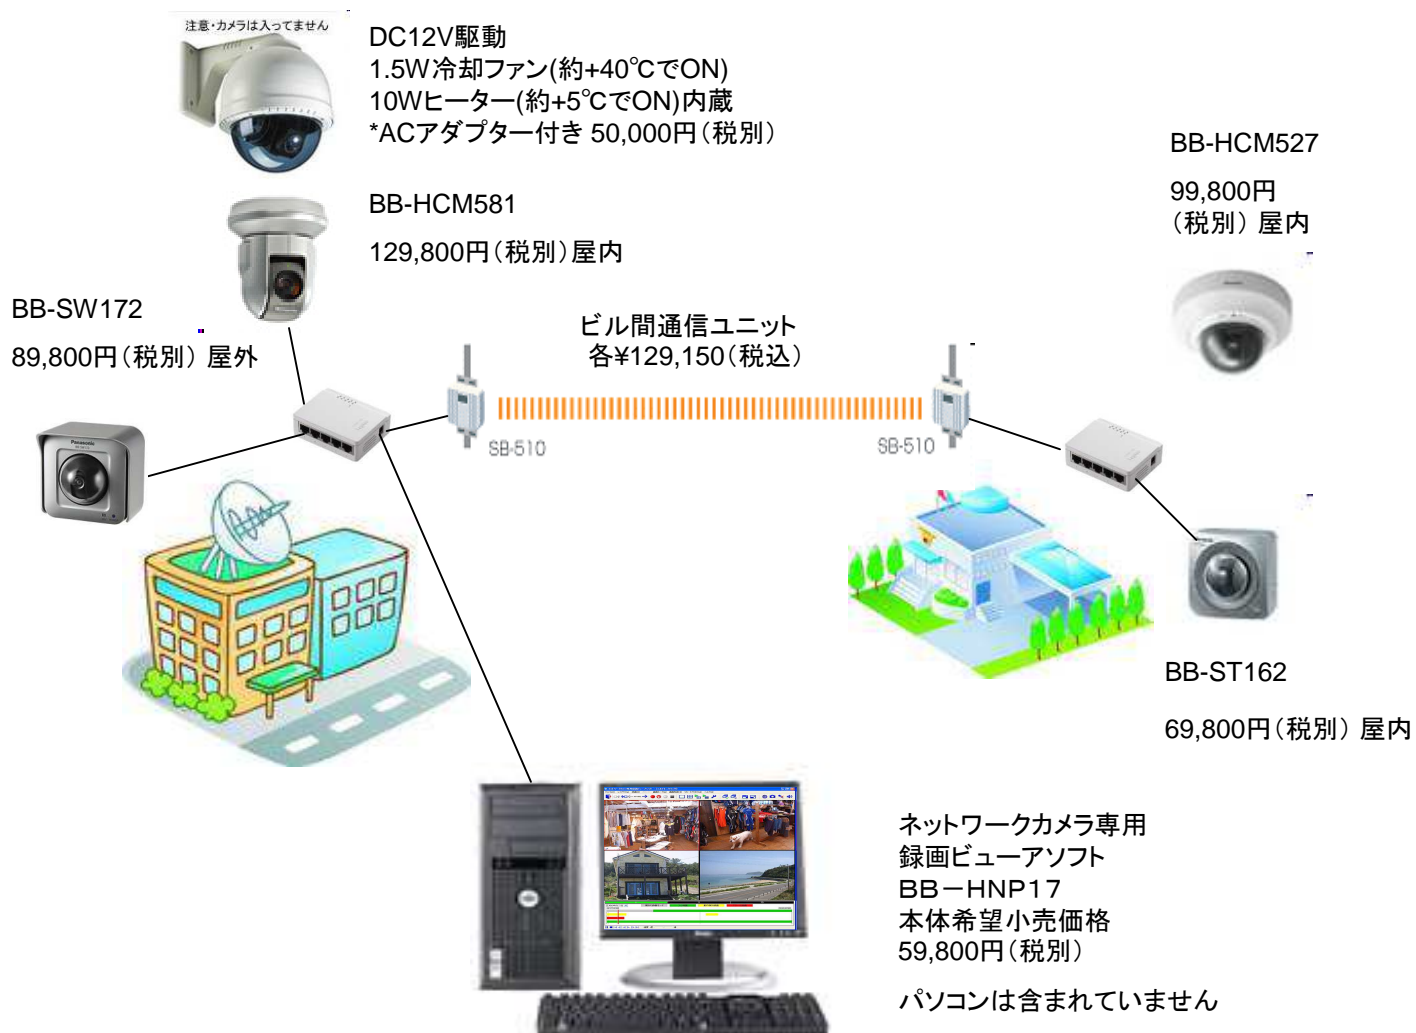 注意・カメラは入ってません
DC12V駆動
1.5W冷却ファン(約+40℃でON)
10Wヒーター(約+5℃でON)内蔵
*ACアダプター付き 50,000円（税別）
BB-HCM581
129,800円（税別）屋内
BB-HCM527
99,800円
（税別） 屋内
BB-SW172
89,800円（税別） 屋外
ビル間通信ユニット
各¥129,150（税込）
SB-510
SB-510
Panasonic
BB-ST162
69,800円（税別） 屋内
ネットワークカメラ専用
録画ビューアソフト
BB－HNP17
本体希望小売価格
59,800円（税別）
パソコンは含まれていません